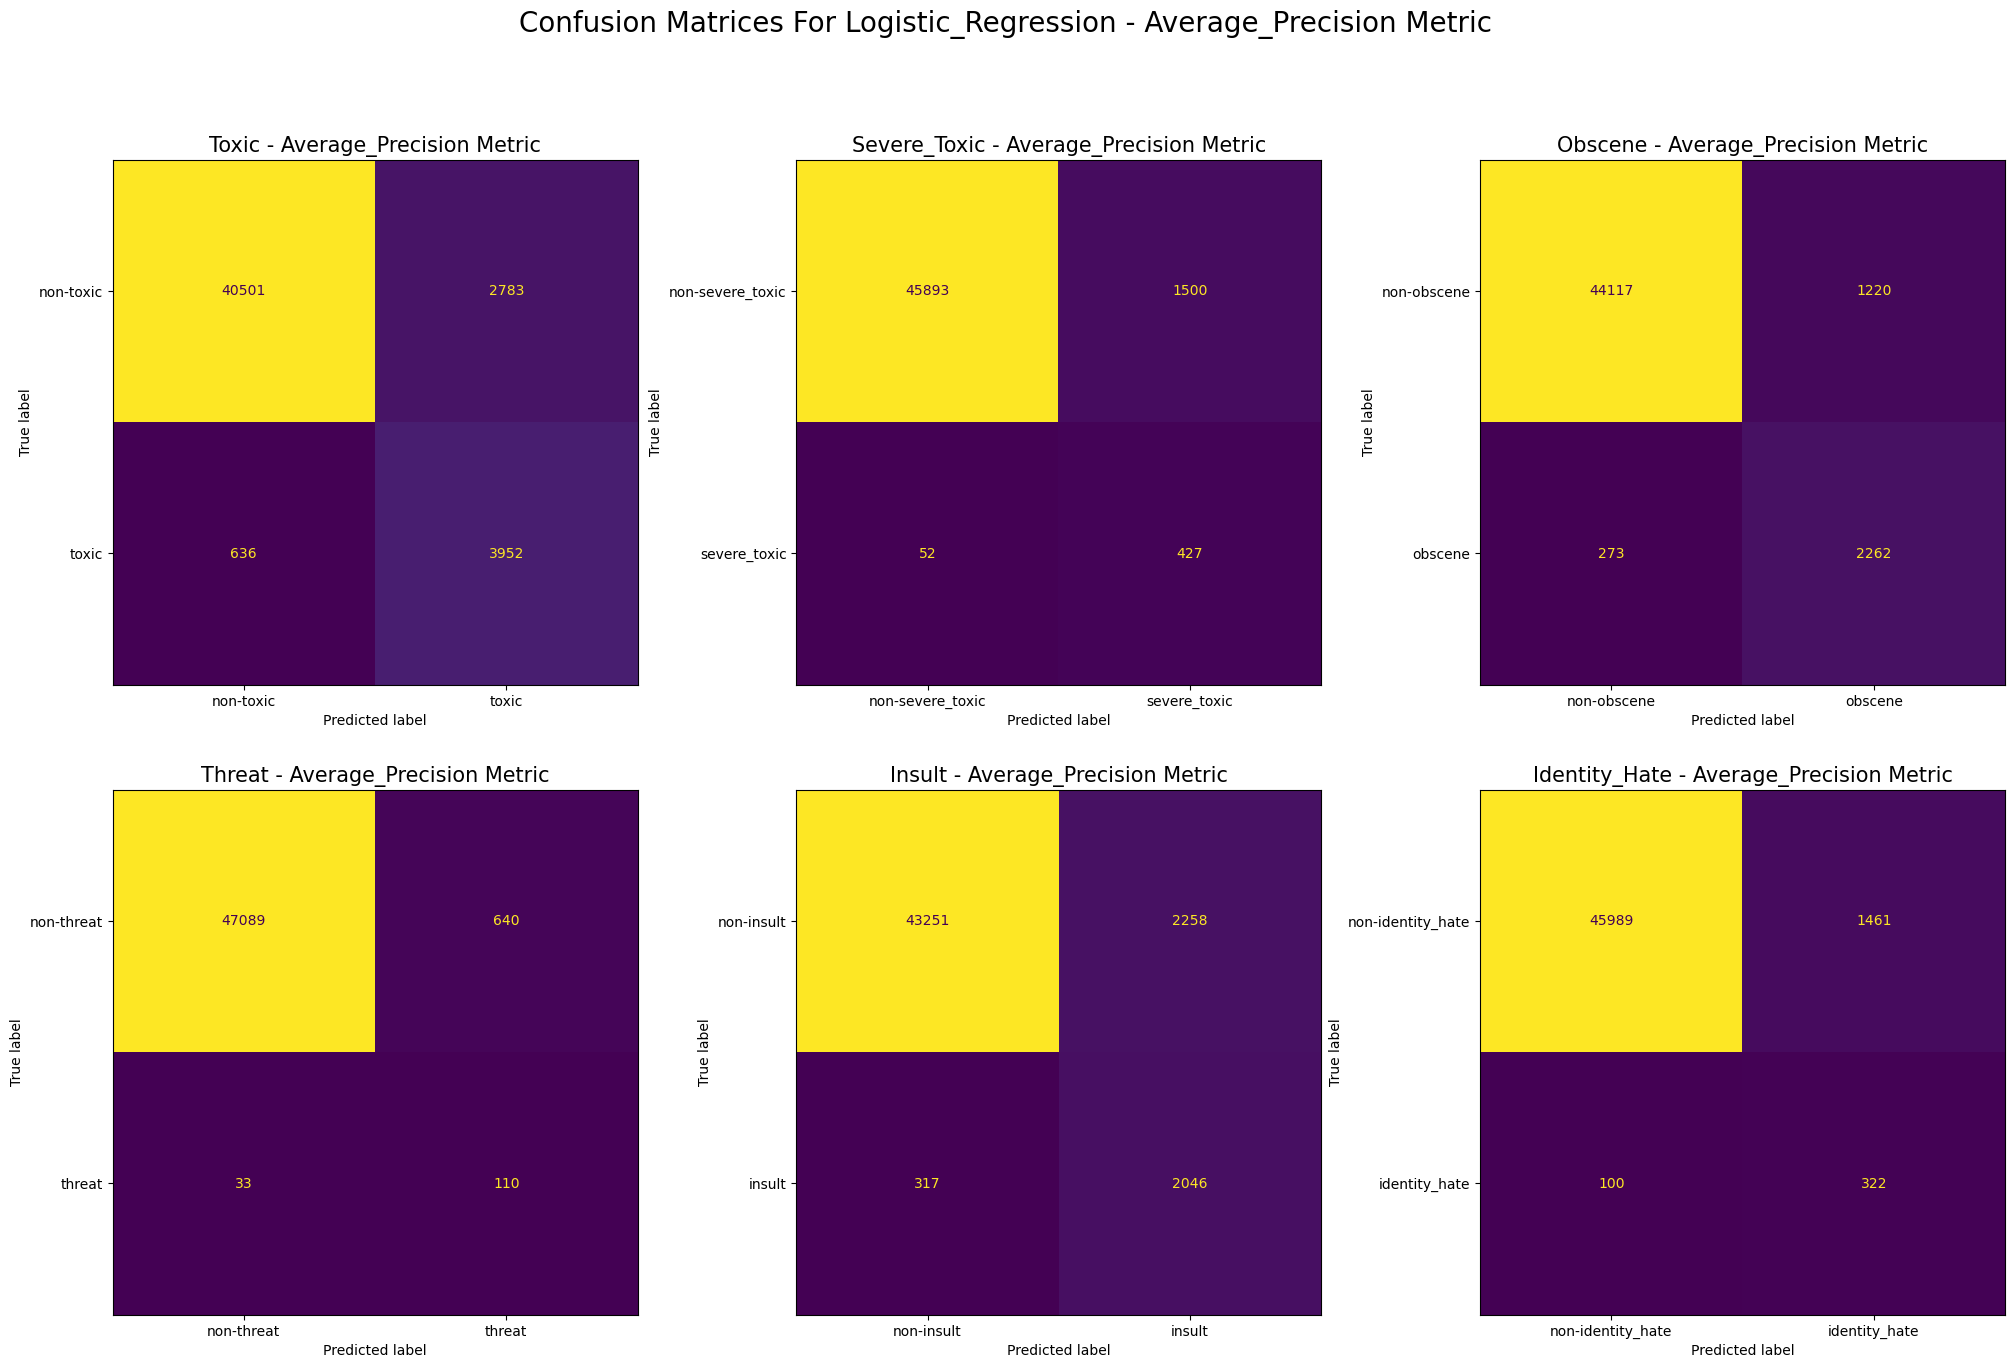 Confusion Matrices For Logistic_Regression - Average_Precision Metric
Toxic - Average_Precision Metric
True label
non-toxic
40501
2783
toxic
636
3952
non-toxic
toxic
Predicted label
Severe_Toxic - Average_Precision Metric
True label
non-severe_toxic
45893
1500
severe_toxic
52
427
non-severe_toxic
severe_toxic
Predicted label
Obscene - Average_Precision Metric
True label
non-obscene
44117
1220
obscene
273
2262
non-obscene
obscene
Predicted label
Threat - Average_Precision Metric
True label
non-threat
47089
640
threat
33
110
non-threat
threat
Predicted label
Insult - Average_Precision Metric
True label
non-insult
43251
2258
insult
317
2046
non-insult
insult
Predicted label
Identity_Hate - Average_Precision Metric
True label
non-identity_hate
45989
1461
identity_hate
100
322
non-identity_hate
identity_hate
Predicted label